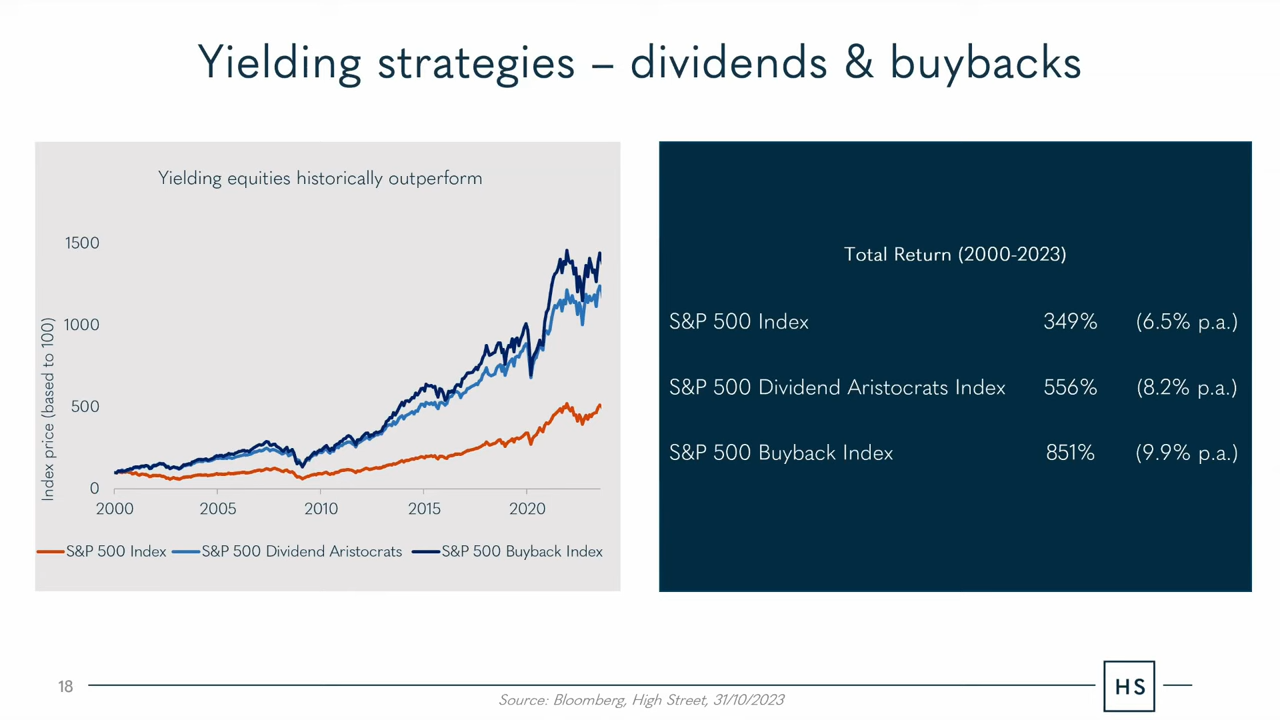 Yielding strategies – dividends & buybacks
Yielding equities historically outperform
Index price (based to 100)
1500
1000
500
0
2000 2005 2010 2015 2020
S&P 500 Index S&P 500 Dividend Aristocrats S&P 500 Buyback Index
Total Return (2000-2023)
S&P 500 Index 349% (6.5% p.a.)
S&P 500 Dividend Aristocrats Index 556% (8.2% p.a.)
S&P 500 Buyback Index 851% (9.9% p.a.)
18
Source: Bloomberg, High Street, 31/10/2023
HS